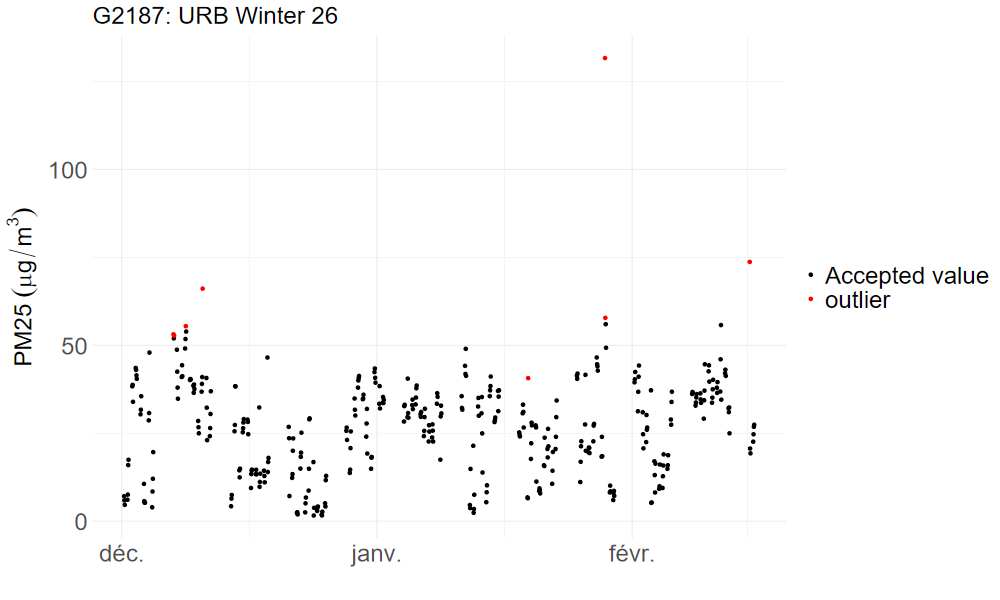 G2187: URB Winter 26
PM25 (μg/m³)
100
50
0
déc.
janv.
févr.
Accepted value
outlier